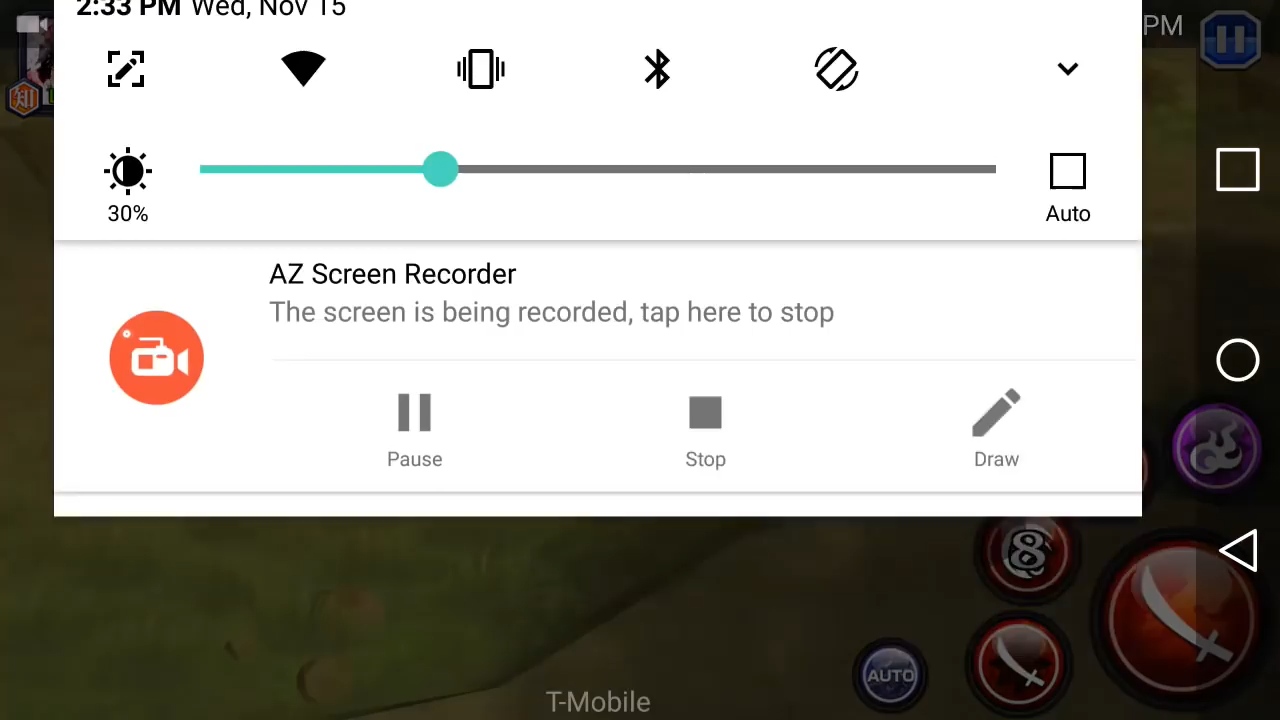 2:33 PM Wed, Nov 15
PM
30%
Auto
AZ Screen Recorder
The screen is being recorded, tap here to stop
Pause
Stop
Draw
8
AUTO
T-Mobile